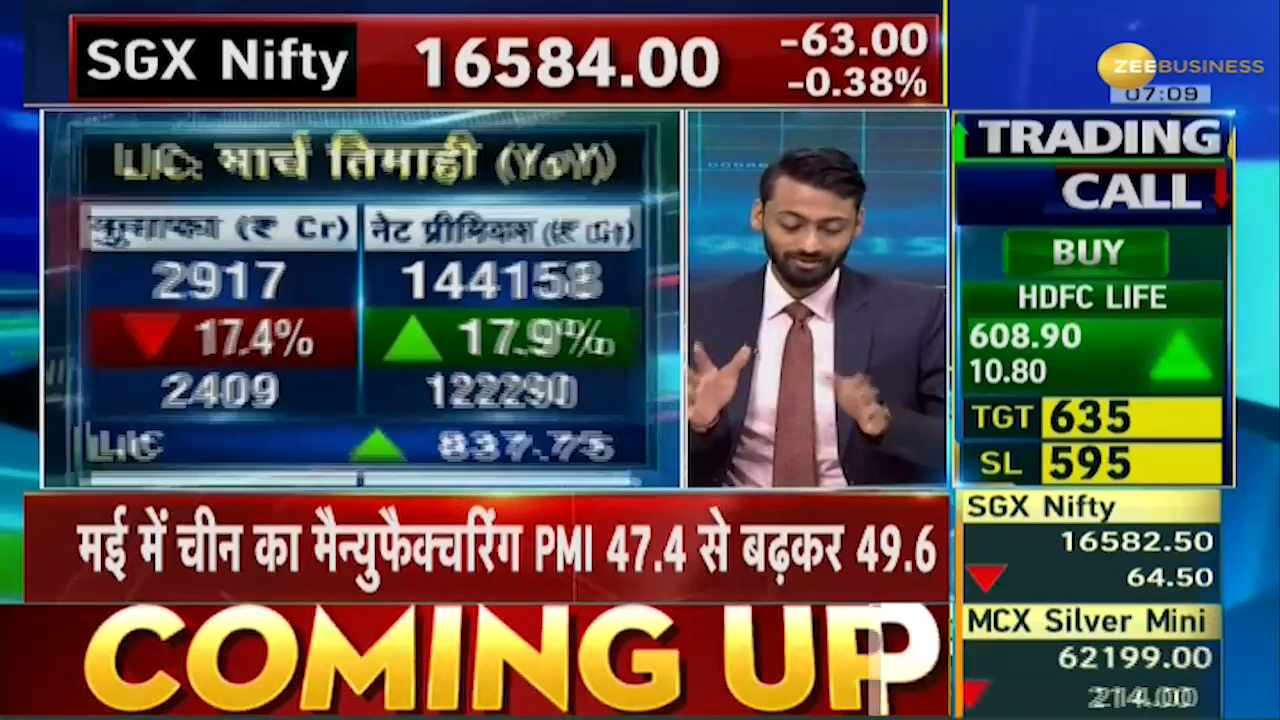 SGX Nifty 16584.00 -63.00
-0.38%
ZEEBUSINESS
07:09
LIC: मार्च तिमाही (YoY)
मुनाफा (₹ Cr) नेट प्रीमियम (₹ Cr)
2917 144158
17.4% 17.9%
2409 122290
LIC 837.75
TRADING
CALL
BUY
HDFC LIFE
608.90
10.80
TGT 635
SL 595
SGX Nifty
16582.50
64.50
MCX Silver Mini
62199.00
214.00
मई में चीन का मैन्युफैक्चरिंग PMI 47.4 से बढ़कर 49.6
COMING UP